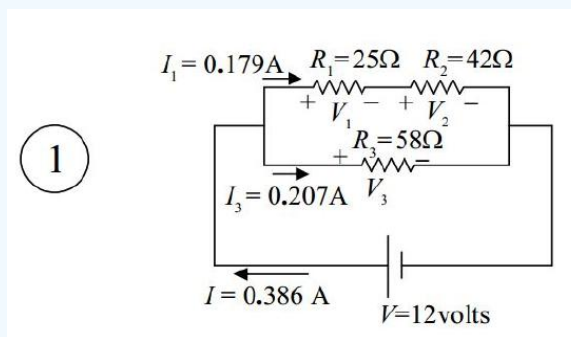 I₁ = 0.179A R₁=25Ω R₂=42Ω
+ V₁ − + V₂ −
1
R₃=58Ω
+ −
I₃ = 0.207A V₃
I = 0.386 A
V=12volts